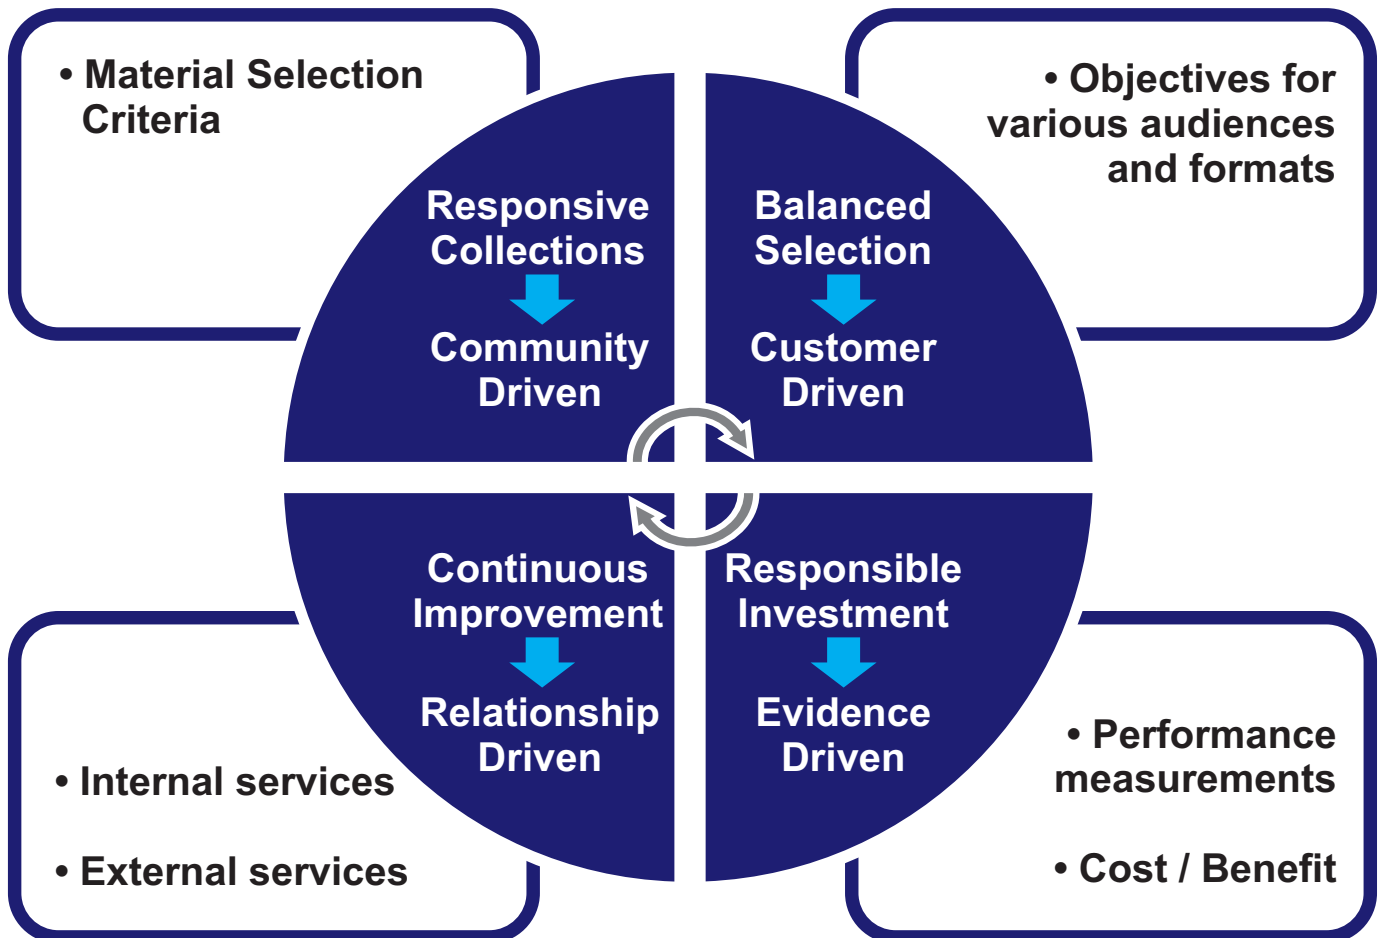 • Material Selection
Criteria
• Objectives for
various audiences
and formats
Responsive
Collections
Community
Driven
Balanced
Selection
Customer
Driven
Continuous
Improvement
Relationship
Driven
Responsible
Investment
Evidence
Driven
• Internal services
• External services
• Performance
measurements
• Cost / Benefit